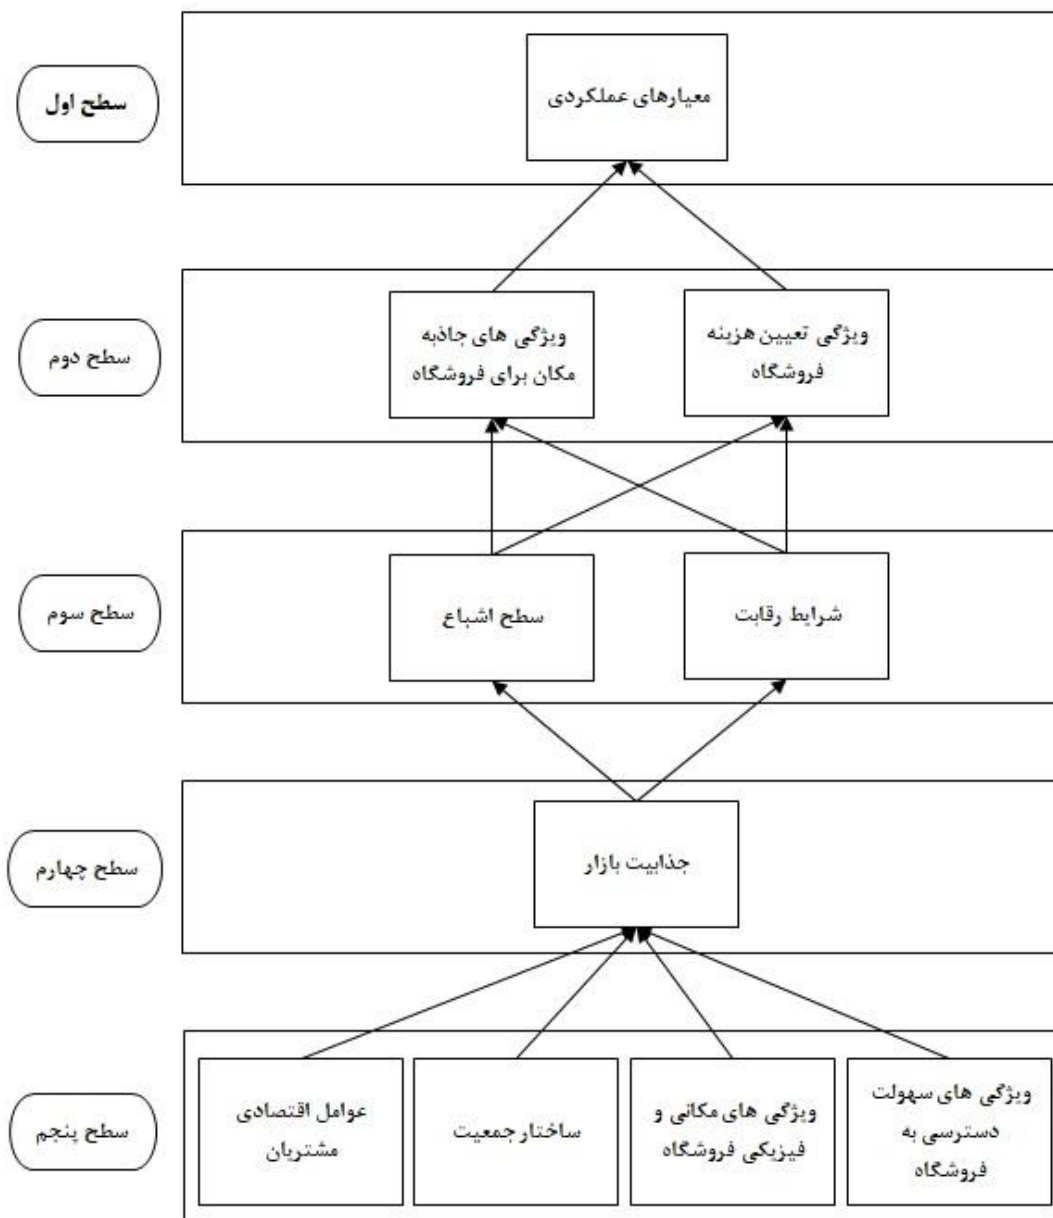 سطح اول
معیارهای عملکردی
سطح دوم
ویژگی تعیین هزینه
فروشگاه
ویژگی های جاذبه
مکان برای فروشگاه
سطح سوم
شرایط رقابت
سطح اشباع
سطح چهارم
جذابیت بازار
سطح پنجم
ویژگی های سهولت
دسترسی به
فروشگاه
ویژگی های مکانی و
فیزیکی فروشگاه
ساختار جمعیت
عوامل اقتصادی
مشتریان